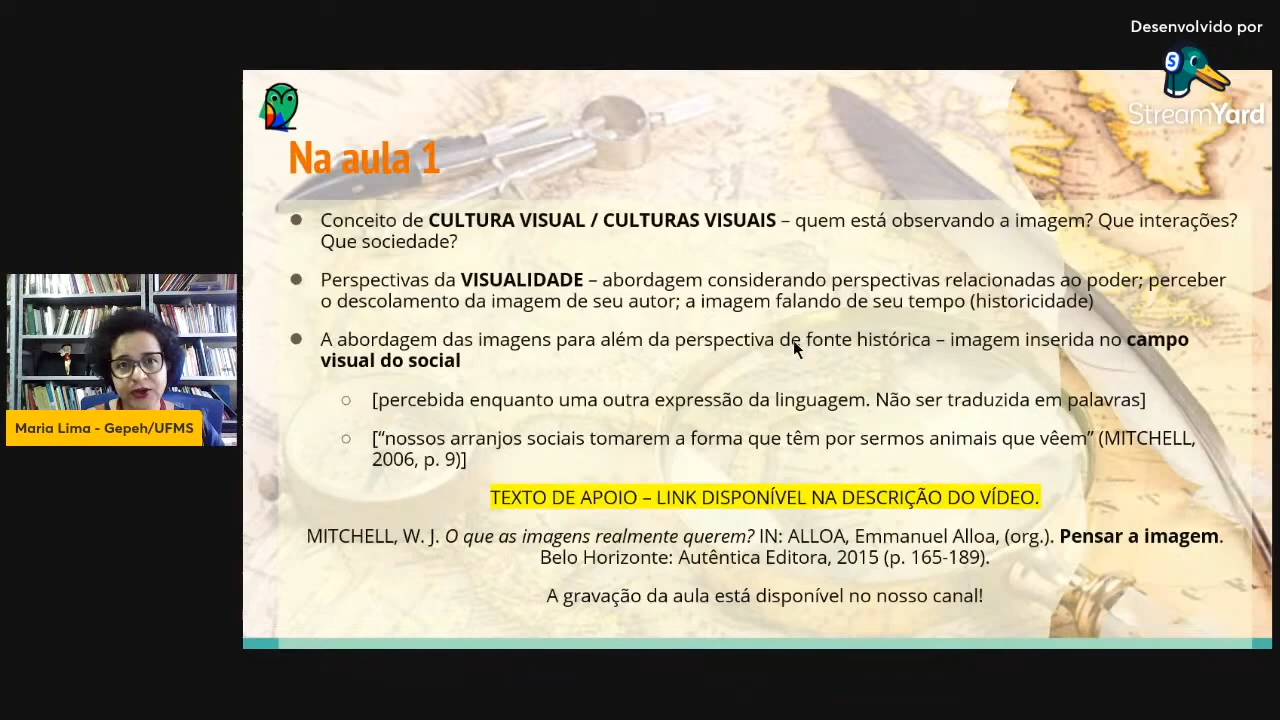 Desenvolvido por
StreamYard
Na aula 1
Conceito de CULTURA VISUAL / CULTURAS VISUAIS – quem está observando a imagem? Que interações?
Que sociedade?
Perspectivas da VISUALIDADE – abordagem considerando perspectivas relacionadas ao poder; perceber
o descolamento da imagem de seu autor; a imagem falando de seu tempo (historicidade)
A abordagem das imagens para além da perspectiva de fonte histórica – imagem inserida no campo
visual do social
[percebida enquanto uma outra expressão da linguagem. Não ser traduzida em palavras]
[“nossos arranjos sociais tomarem a forma que têm por sermos animais que vêem” (MITCHELL,
2006, p. 9)]
TEXTO DE APOIO – LINK DISPONÍVEL NA DESCRIÇÃO DO VÍDEO.
MITCHELL, W. J. O que as imagens realmente querem? IN: ALLOA, Emmanuel Alloa, (org.). Pensar a imagem.
Belo Horizonte: Autêntica Editora, 2015 (p. 165-189).
A gravação da aula está disponível no nosso canal!
Maria Lima - Gepeh/UFMS